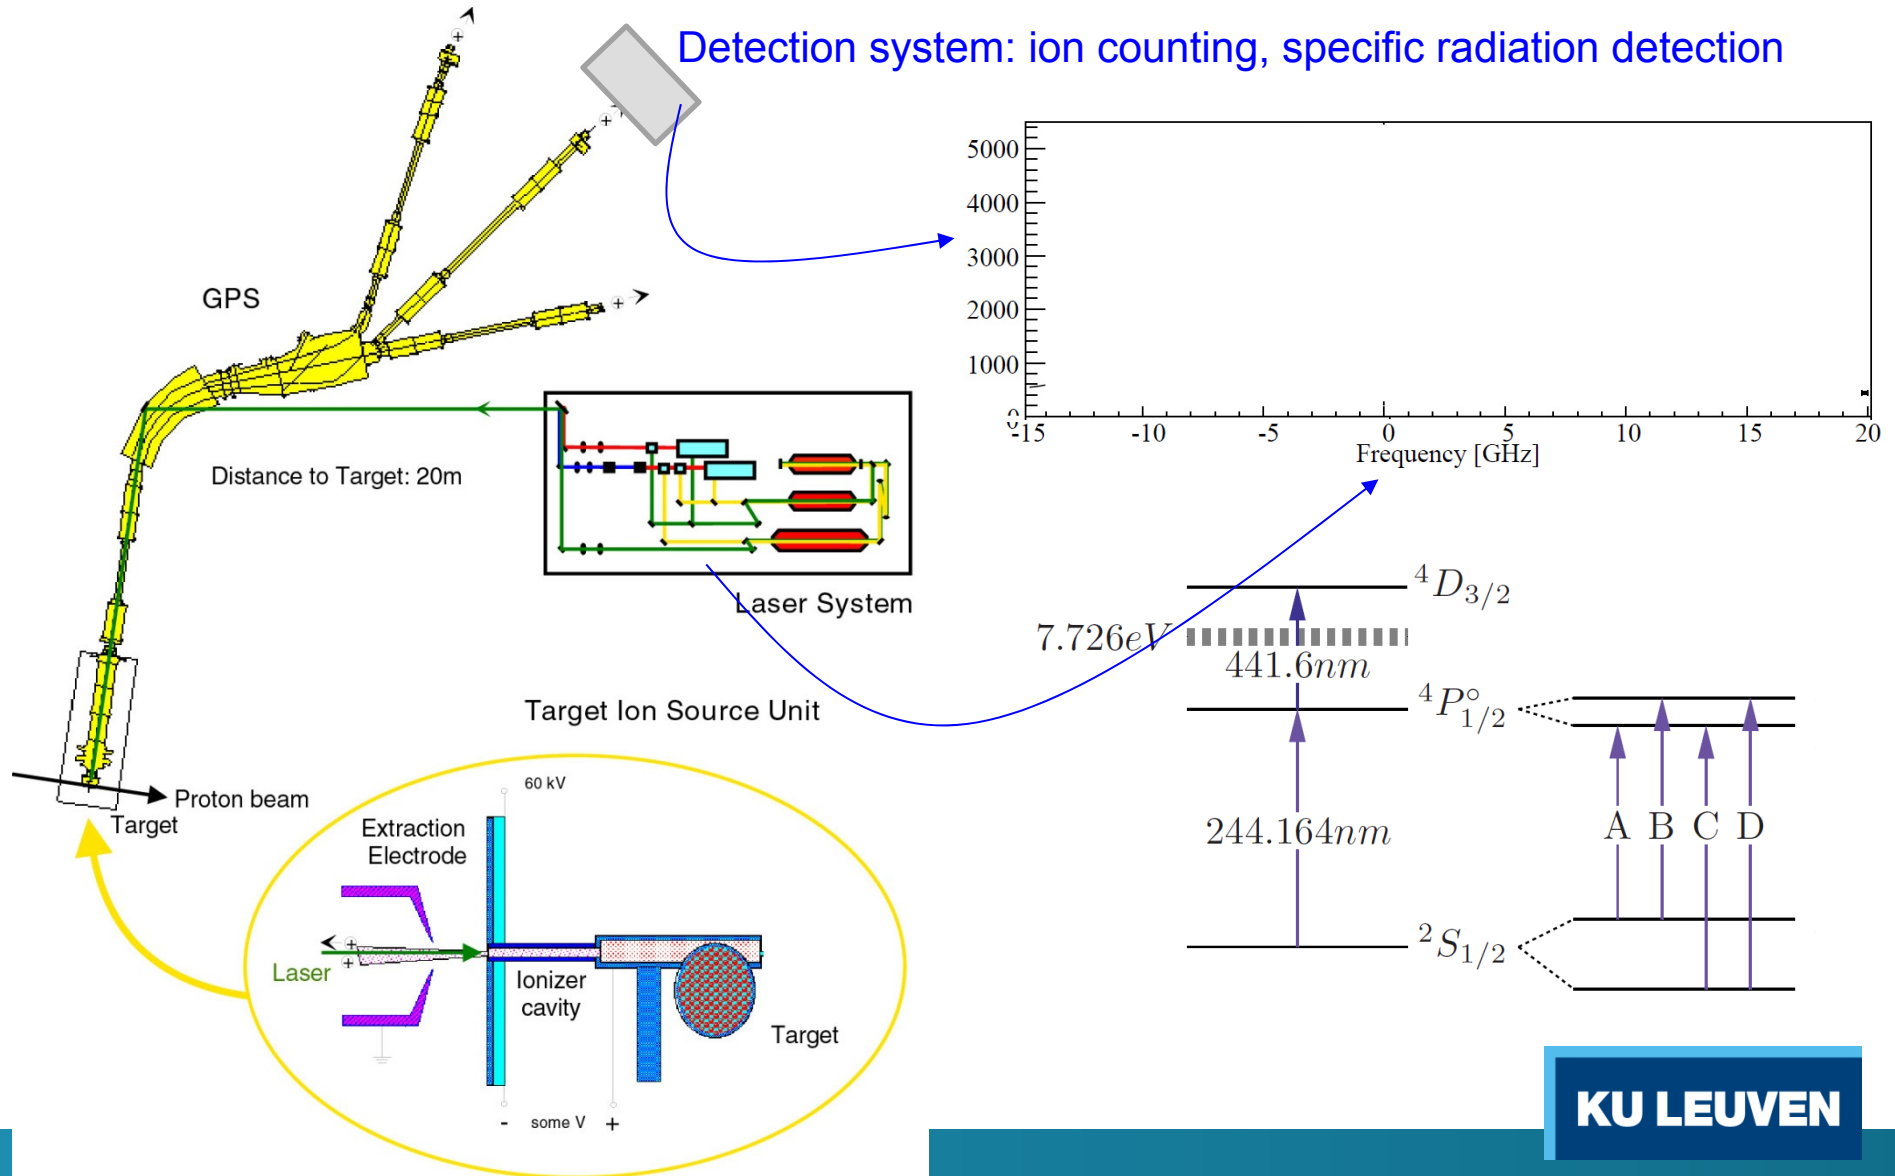 Detection system: ion counting, specific radiation detection
+
+
+
GPS
5000
4000
3000
2000
1000
0
-15 -10 -5 0 5 10 15 20
Frequency [GHz]
Distance to Target: 20m
Laser System
Proton beam
Target
Target Ion Source Unit
60 kV
Extraction
Electrode
+
+
Laser
Ionizer
cavity
Target
- some V +
⁴D₃/₂
7.726eV
441.6nm
⁴P°₁/₂
244.164nm
A B C D
²S₁/₂
KU LEUVEN